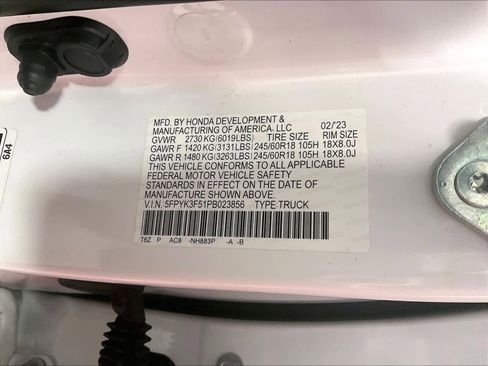 MFD. BY HONDA DEVELOPMENT & 02/'23
MANUFACTURING OF AMERICA, LLC
GVWR 2730 KG(6019LBS) TIRE SIZE RIM SIZE
GAWR F 1420 KG(3131LBS) 245/60R18 105H 18X8.0J
GAWR R 1480 KG(3263LBS) 245/60R18 105H 18X8.0J
THIS VEHICLE CONFORMS TO ALL APPLICABLE
FEDERAL MOTOR VEHICLE SAFETY
STANDARDS IN EFFECT ON THE DATE OF
MANUFACTURE SHOWN ABOVE.
V.I.N. 5FPYK3F51PB023856 TYPE TRUCK
T6Z P AC8 -NH883P -A -B
6A4